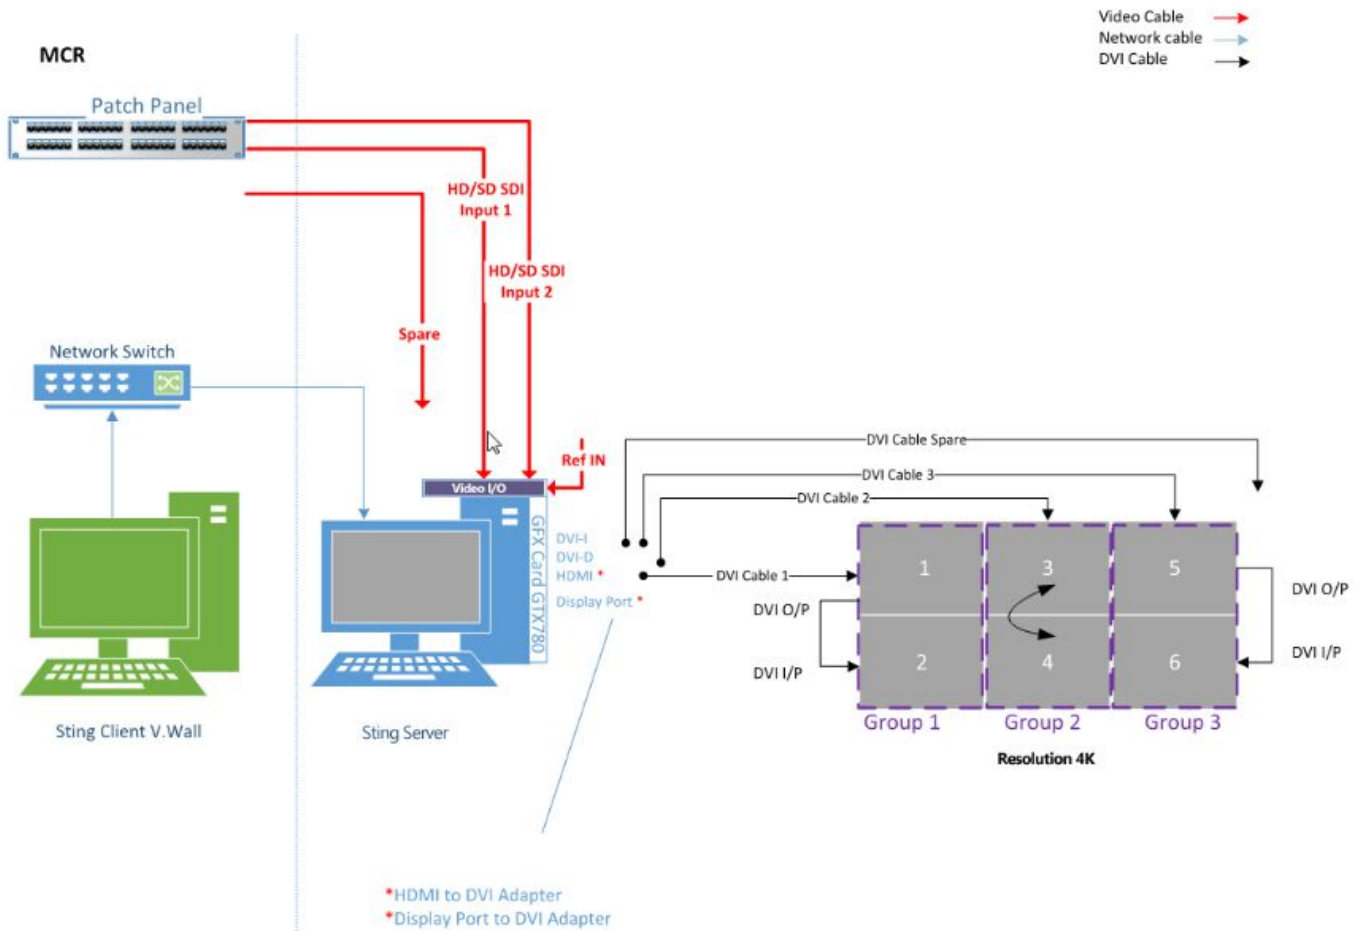 Video Cable
Network cable
DVI Cable
MCR
Patch Panel
HD/SD SDI
Input 1
HD/SD SDI
Input 2
Spare
Network Switch
Ref IN
Video I/O
GFX Card GTX780
DVI-I
DVI-D
HDMI *
Display Port *
DVI Cable Spare
DVI Cable 3
DVI Cable 2
DVI Cable 1
DVI O/P
DVI I/P
1
3
5
2
4
6
DVI O/P
DVI I/P
Group 1
Group 2
Group 3
Resolution 4K
Sting Client V.Wall
Sting Server
*HDMI to DVI Adapter
*Display Port to DVI Adapter